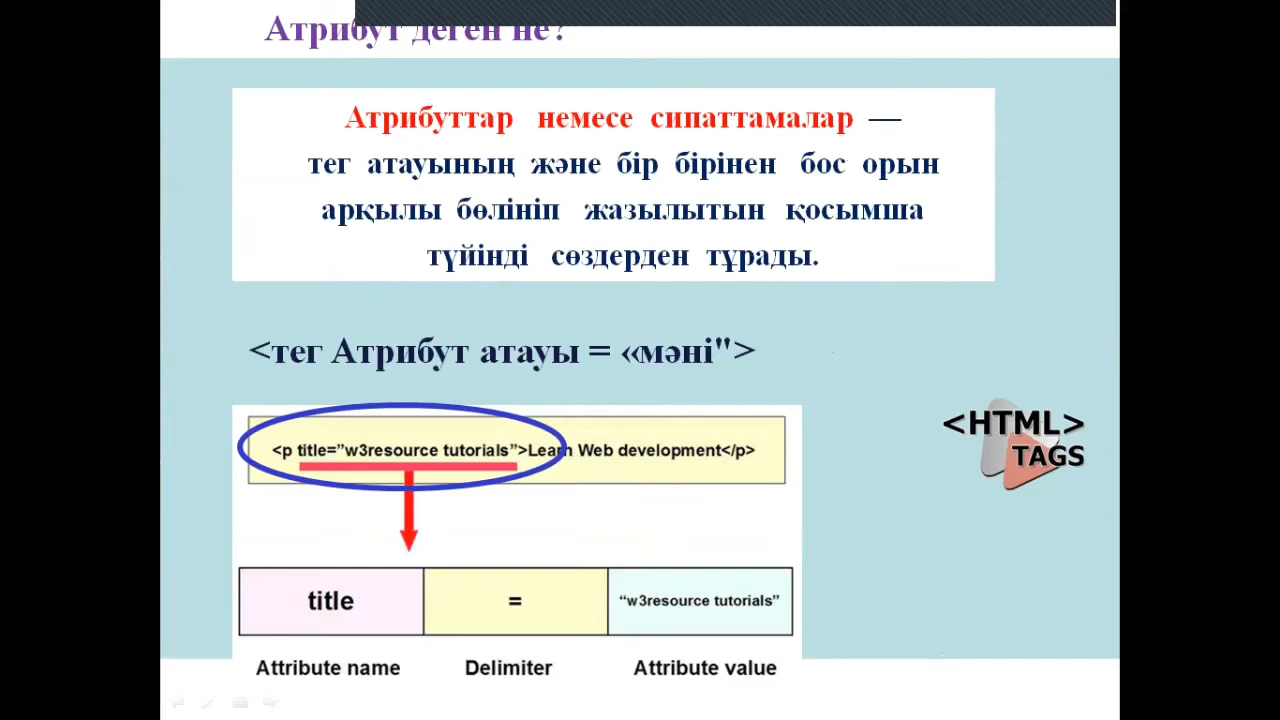 Атрибут деген не?
Атрибуттар немесе сипаттамалар —
тег атауының және бір бірінен бос орын
арқылы бөлініп жазылытын қосымша
түйінді сөздерден тұрады.
<тег Атрибут атауы = «мәні">
<p title=”w3resource tutorials”>Learn Web development</p>
<HTML>
TAGS
title
=
“w3resource tutorials”
Attribute name
Delimiter
Attribute value